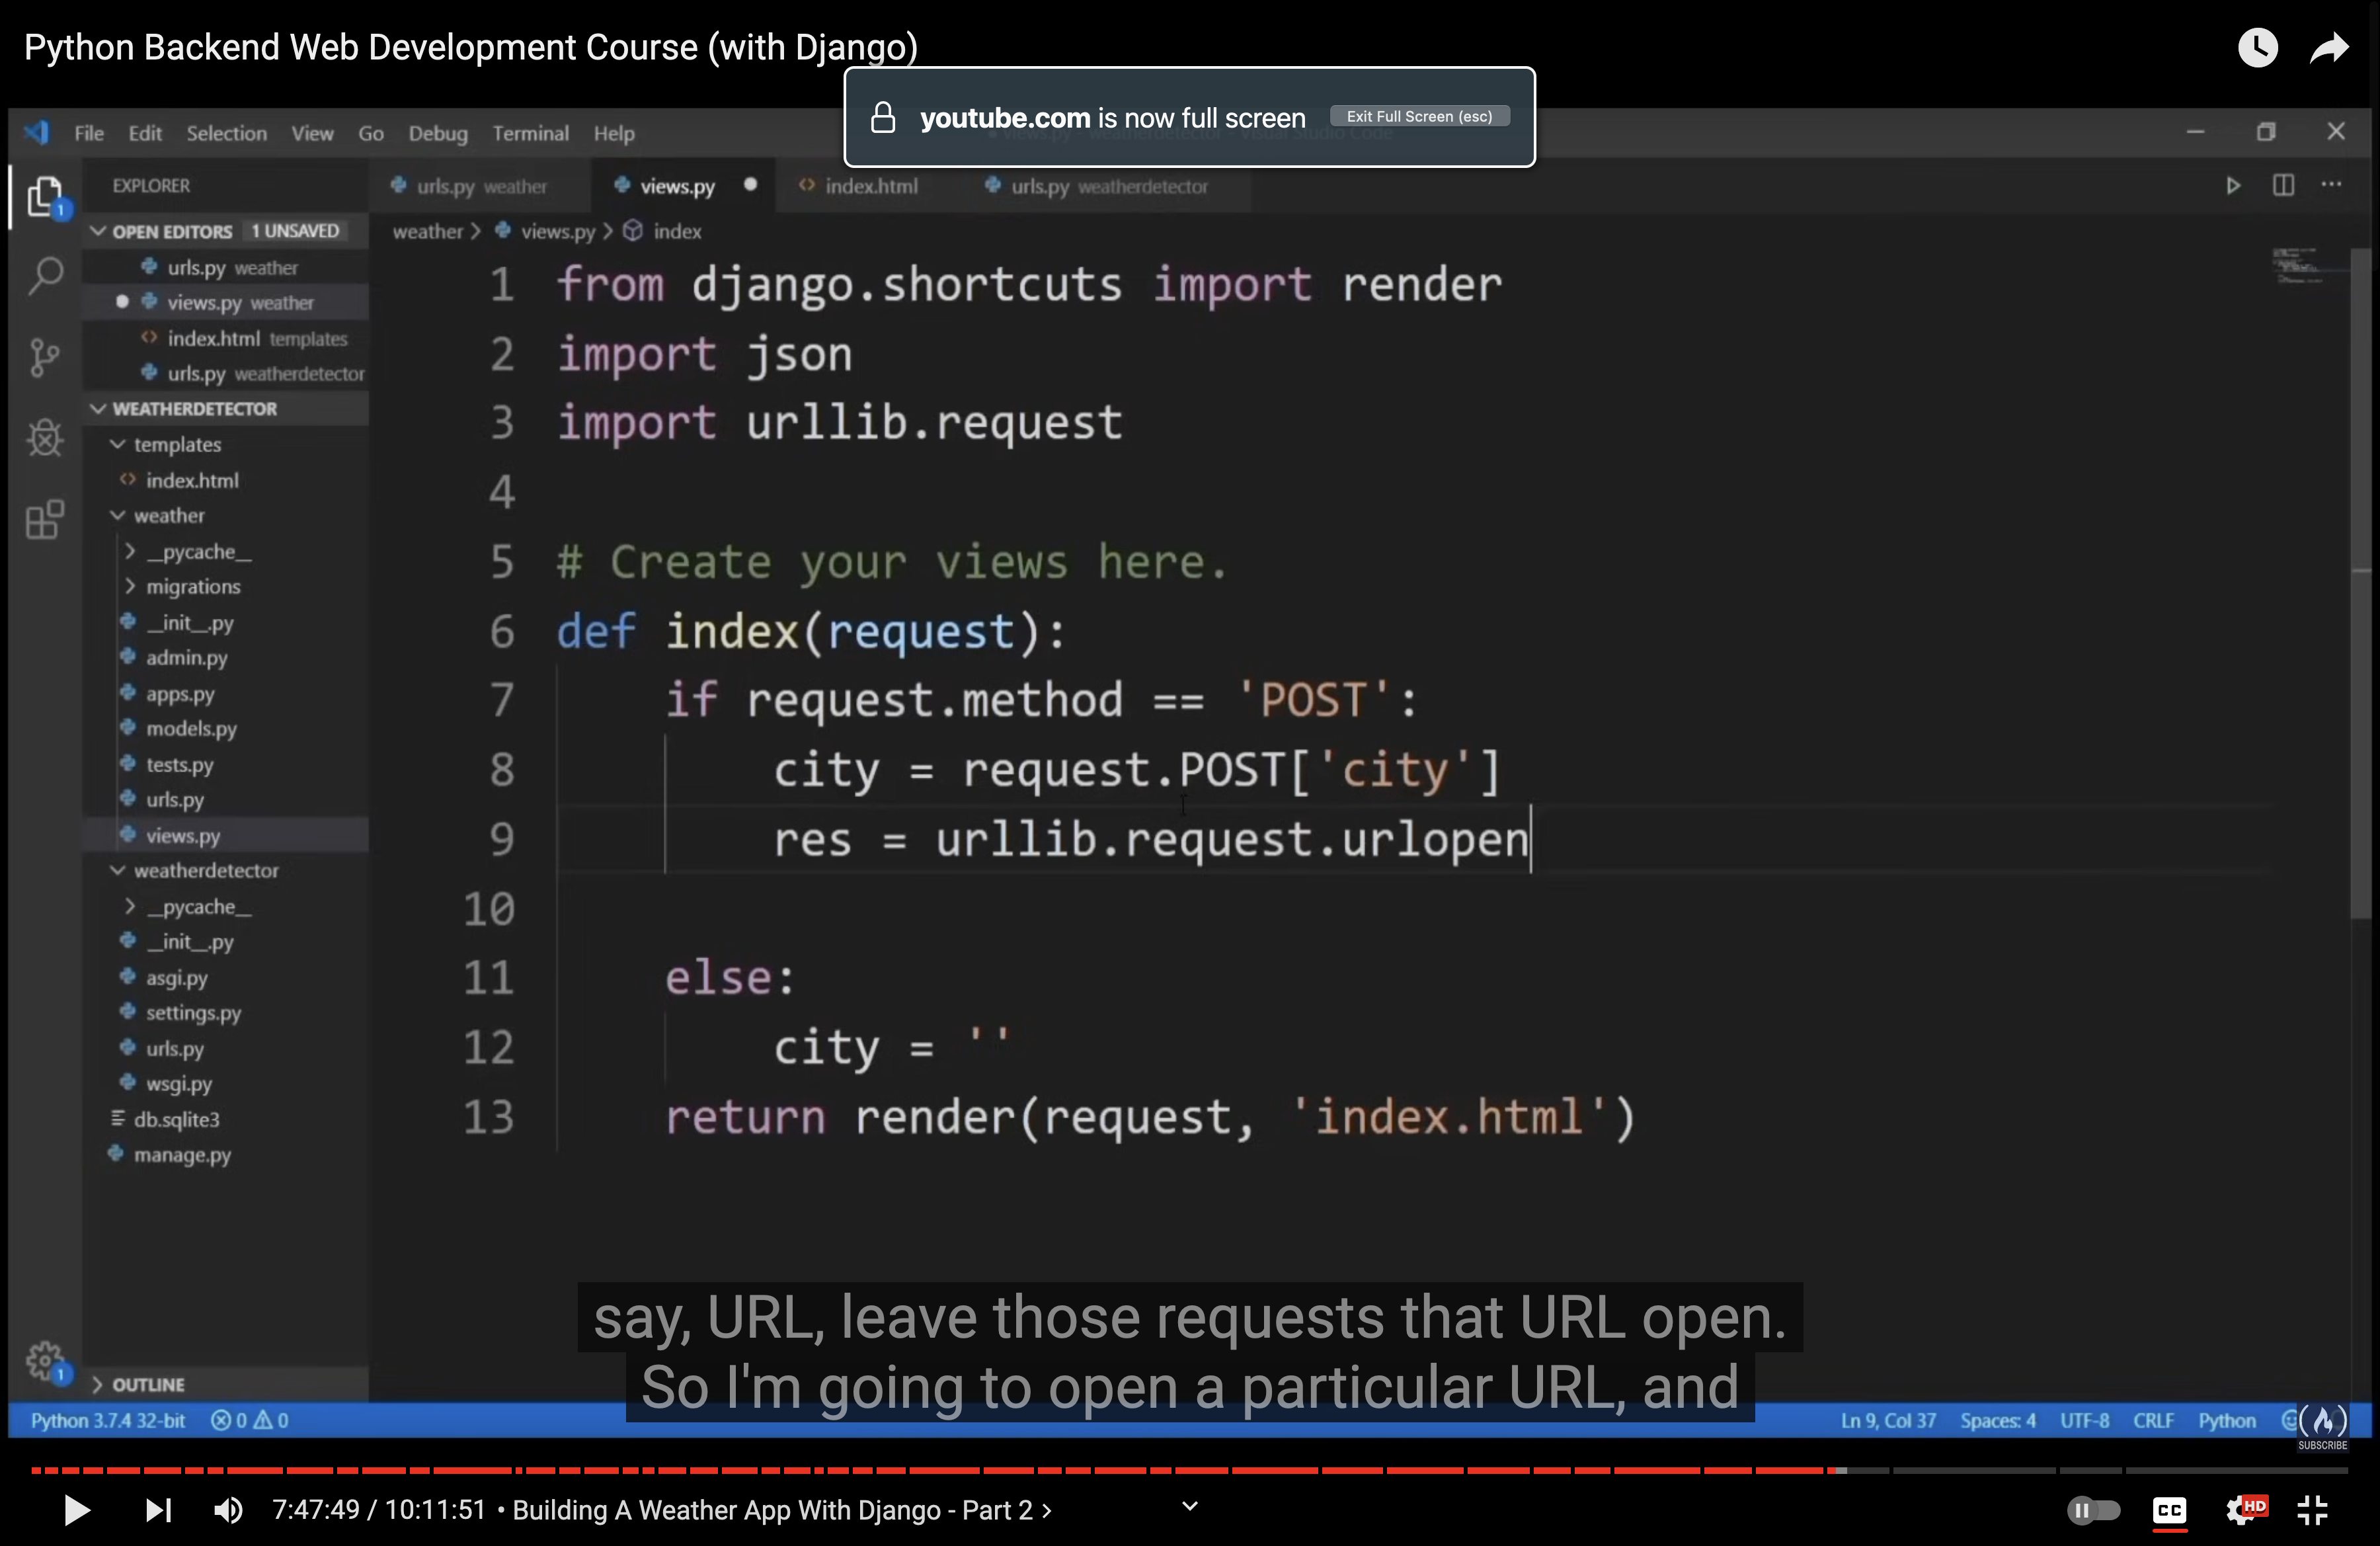 Python Backend Web Development Course (with Django)
youtube.com is now full screen Exit Full Screen (esc)
File Edit Selection View Go Debug Terminal Help
EXPLORER
urls.py weather views.py index.html urls.py weatherdetector
OPEN EDITORS 1 UNSAVED
urls.py weather
views.py weather
index.html templates
urls.py weatherdetector
WEATHERDETECTOR
templates
index.html
weather
__pycache__
migrations
__init__.py
admin.py
apps.py
models.py
tests.py
urls.py
views.py
weatherdetector
__pycache__
__init__.py
asgi.py
settings.py
urls.py
wsgi.py
db.sqlite3
manage.py
OUTLINE
1
1
weather > views.py > index
1 from django.shortcuts import render
2 import json
3 import urllib.request
4
5 # Create your views here.
6 def index(request):
7 if request.method == 'POST':
8 city = request.POST['city']
9 res = urllib.request.urlopen
10
11 else:
12 city = ''
13 return render(request, 'index.html')
say, URL, leave those requests that URL open.
So I'm going to open a particular URL, and
Python 3.7.4 32-bit 0 0 Ln 9, Col 37 Spaces: 4 UTF-8 CRLF Python
SUBSCRIBE
7:47:49 / 10:11:51 • Building A Weather App With Django - Part 2 >
CC HD